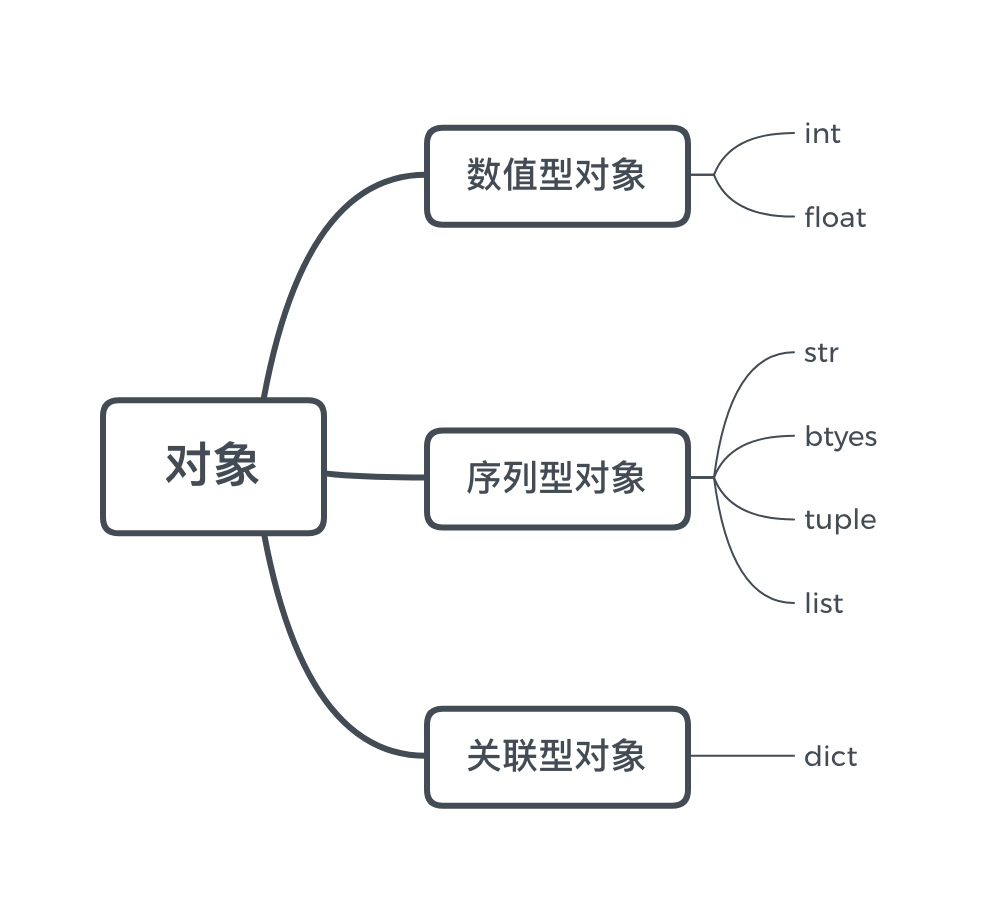 对象
数值型对象
int
float
序列型对象
str
btyes
tuple
list
关联型对象
dict